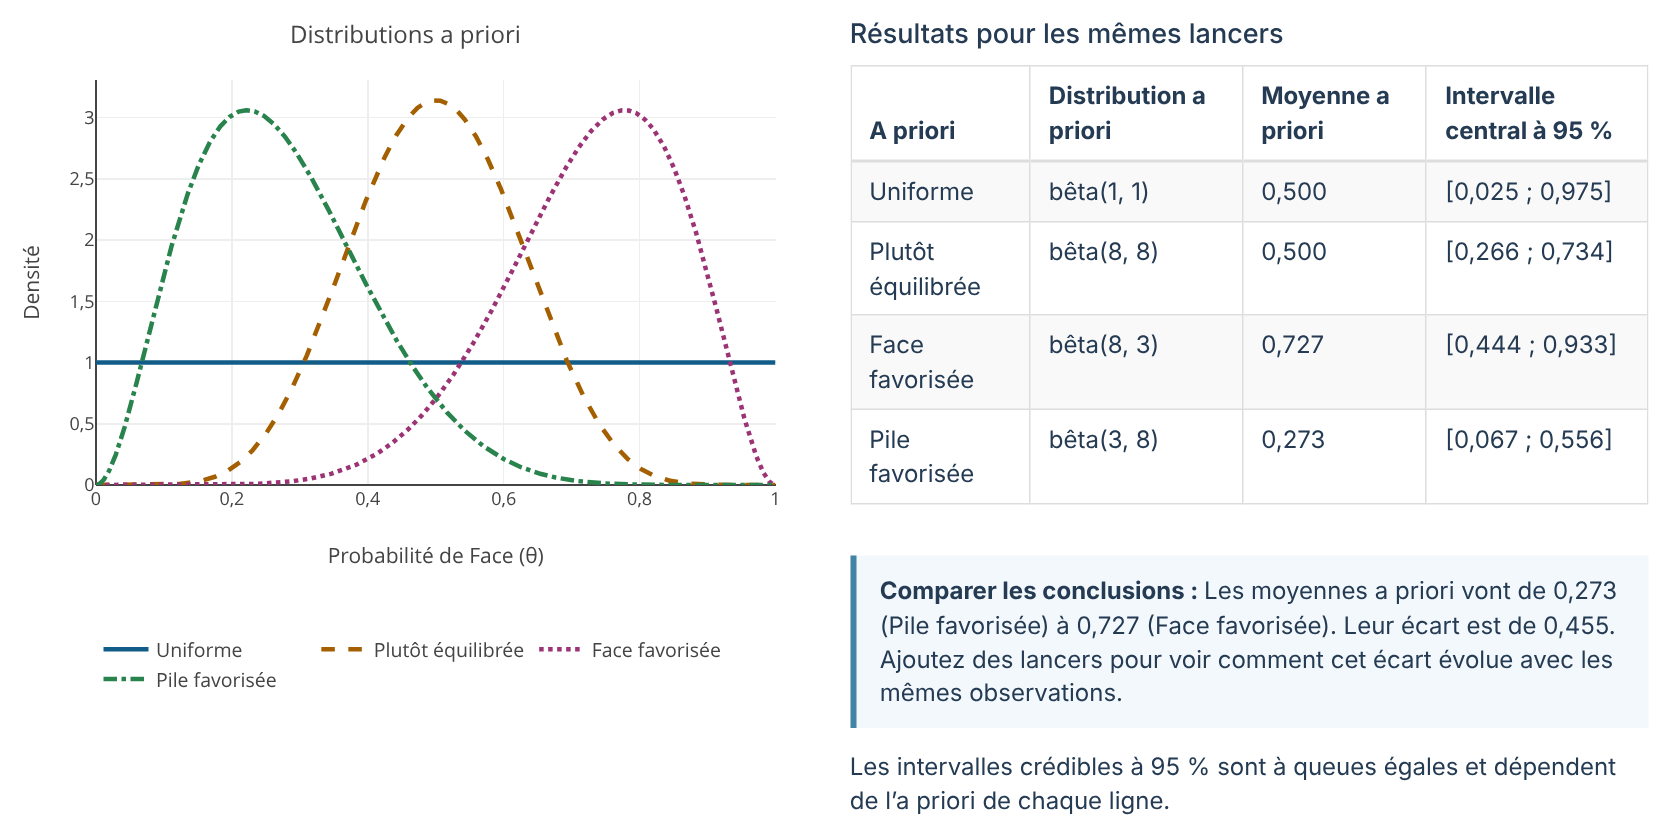 Distributions a priori
3
2,5
2
1,5
1
0,5
0
0
0,2
0,4
0,6
0,8
1
Densité
Probabilité de Face (θ)
Uniforme
Plutôt équilibrée
Face favorisée
Pile favorisée
Résultats pour les mêmes lancers
A priori
Distribution a
priori
Moyenne a
priori
Intervalle
central à 95 %
Uniforme
bêta(1, 1)
0,500
[0,025 ; 0,975]
Plutôt
équilibrée
bêta(8, 8)
0,500
[0,266 ; 0,734]
Face
favorisée
bêta(8, 3)
0,727
[0,444 ; 0,933]
Pile
favorisée
bêta(3, 8)
0,273
[0,067 ; 0,556]
Comparer les conclusions : Les moyennes a priori vont de 0,273
(Pile favorisée) à 0,727 (Face favorisée). Leur écart est de 0,455.
Ajoutez des lancers pour voir comment cet écart évolue avec les
mêmes observations.
Les intervalles crédibles à 95 % sont à queues égales et dépendent
de l’a priori de chaque ligne.